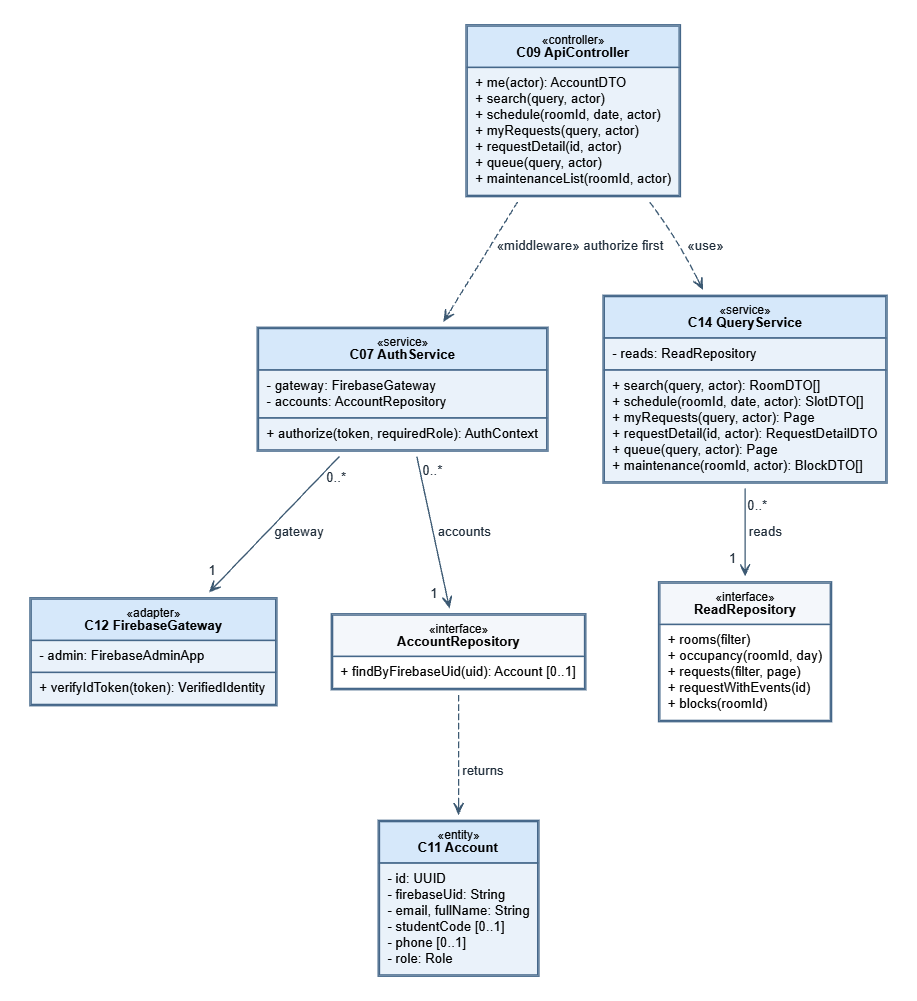 «controller»
C09 ApiController
+ me(actor): AccountDTO
+ search(query, actor)
+ schedule(roomId, date, actor)
+ myRequests(query, actor)
+ requestDetail(id, actor)
+ queue(query, actor)
+ maintenanceList(roomId, actor)
«middleware» authorize first
«use»
«service»
C07 AuthService
- gateway: FirebaseGateway
- accounts: AccountRepository
+ authorize(token, requiredRole): AuthContext
«service»
C14 QueryService
- reads: ReadRepository
+ search(query, actor): RoomDTO[]
+ schedule(roomId, date, actor): SlotDTO[]
+ myRequests(query, actor): Page
+ requestDetail(id, actor): RequestDetailDTO
+ queue(query, actor): Page
+ maintenance(roomId, actor): BlockDTO[]
0..*
gateway
1
0..*
accounts
1
0..*
reads
1
«adapter»
C12 FirebaseGateway
- admin: FirebaseAdminApp
+ verifyIdToken(token): VerifiedIdentity
«interface»
AccountRepository
+ findByFirebaseUid(uid): Account [0..1]
«interface»
ReadRepository
+ rooms(filter)
+ occupancy(roomId, day)
+ requests(filter, page)
+ requestWithEvents(id)
+ blocks(roomId)
returns
«entity»
C11 Account
- id: UUID
- firebaseUid: String
- email, fullName: String
- studentCode [0..1]
- phone [0..1]
- role: Role